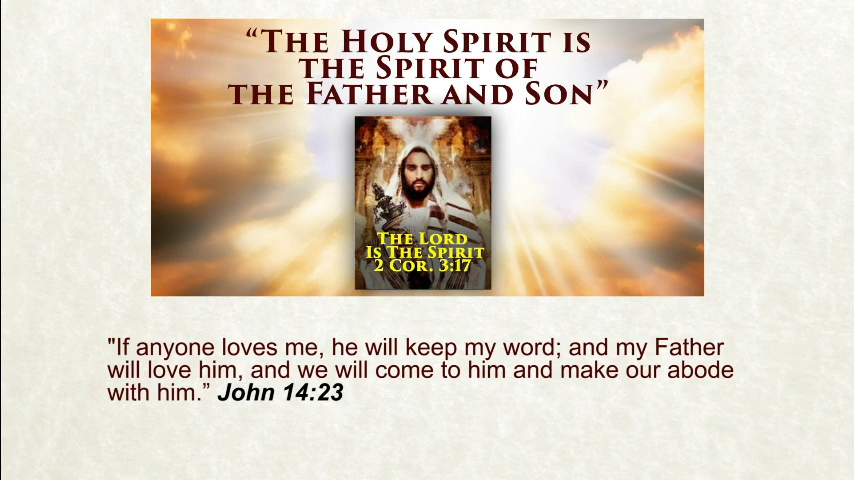 “The Holy Spirit is
the Spirit of
the Father and Son”
The Lord
Is The Spirit
2 Cor. 3:17
"If anyone loves me, he will keep my word; and my Father
will love him, and we will come to him and make our abode
with him.” John 14:23